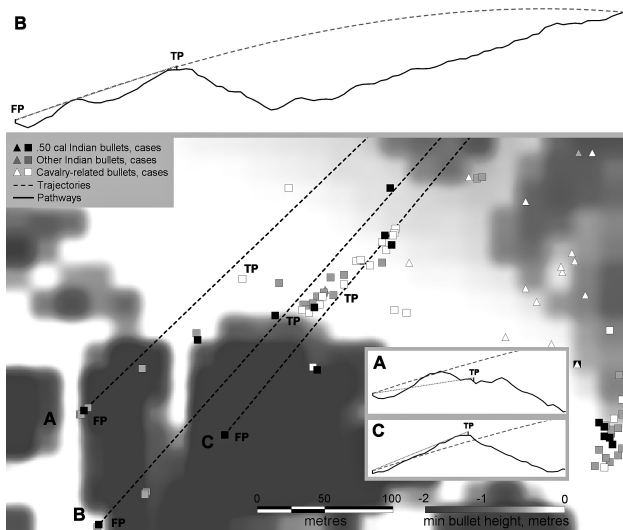 B
TP
FP
.50 cal Indian bullets, cases
Other Indian bullets, cases
Cavalry-related bullets, cases
Trajectories
Pathways
TP
TP
TP
A
TP
A
FP
C
FP
C
TP
B
FP
0 50 100
metres
-2 -1 0
min bullet height, metres